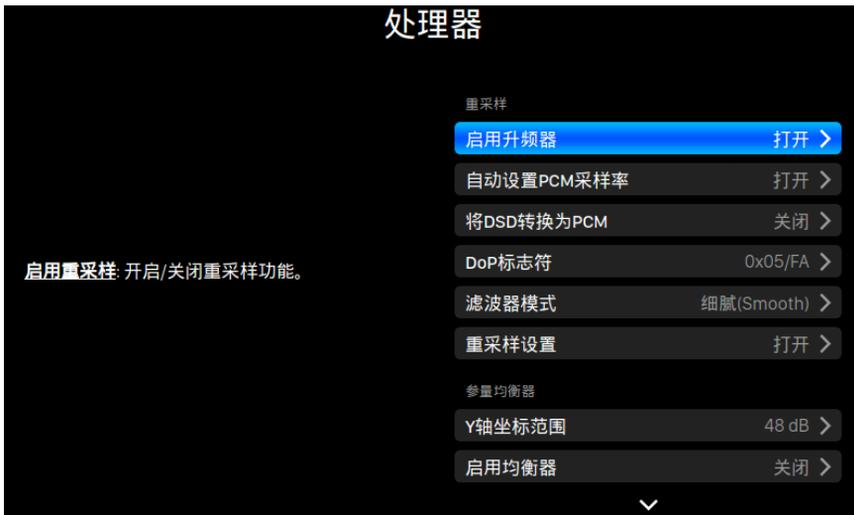 处理器
重采样
启用升频器 打开
自动设置PCM采样率 打开
将DSD转换为PCM 关闭
启用重采样: 开启/关闭重采样功能。
DoP标志符 0x05/FA
滤波器模式 细腻(Smooth)
重采样设置 打开
参量均衡器
Y轴坐标范围 48 dB
启用均衡器 关闭